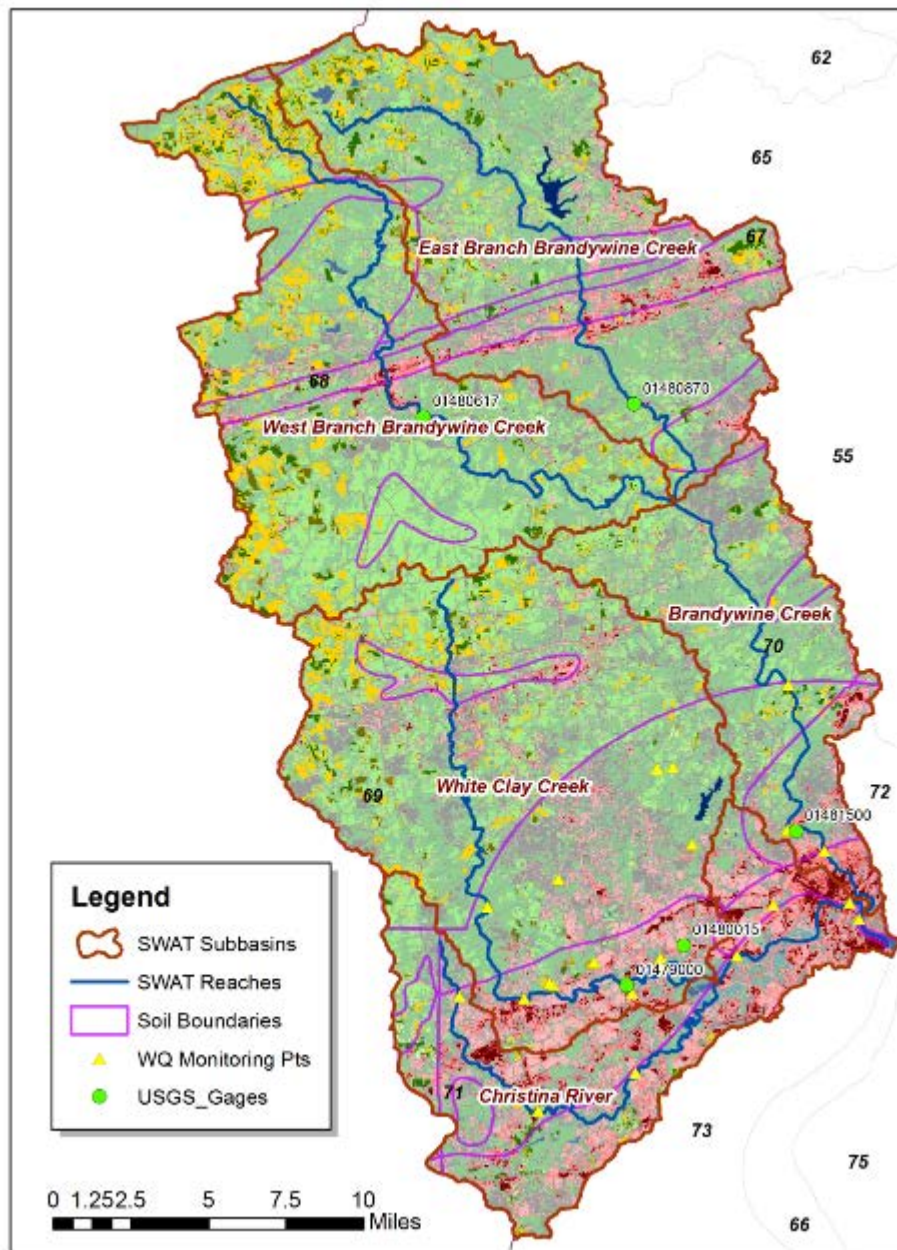 62
65
67
East Branch Brandywine Creek
68
01480870
01480617
West Branch Brandywine Creek
55
Brandywine Creek
70
White Clay Creek
69
72
01481500
01480015
01479000
Legend
SWAT Subbasins
SWAT Reaches
Soil Boundaries
WQ Monitoring Pts
USGS_Gages
71
Christina River
73
75
66
0 1.252.5 5 7.5 10
Miles